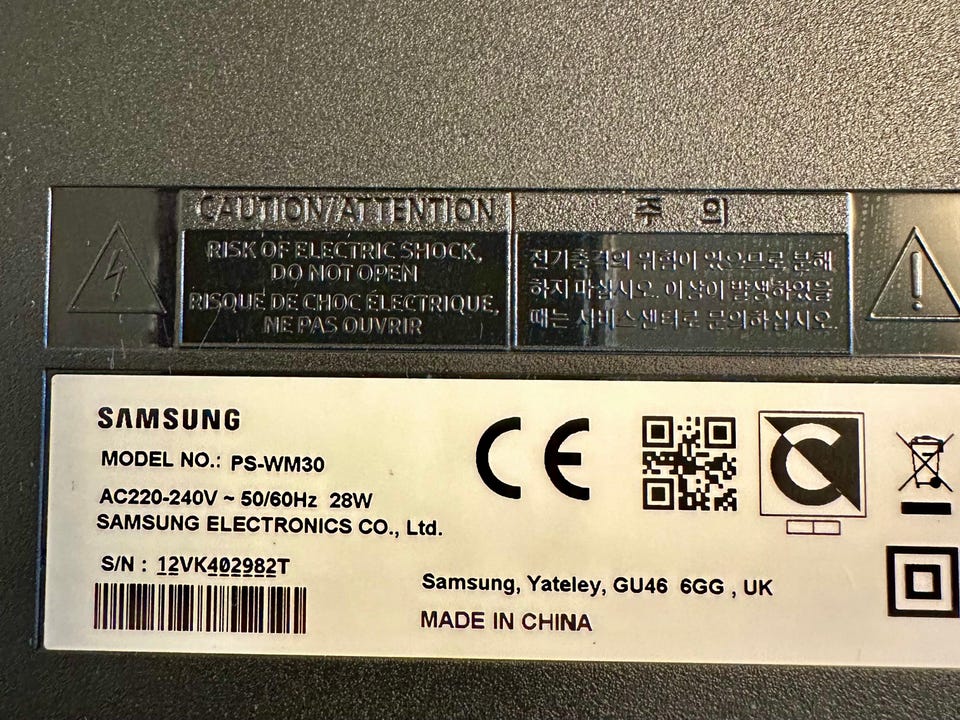 CAUTION/ATTENTION
RISK OF ELECTRIC SHOCK,
DO NOT OPEN
RISQUE DE CHOC ÉLECTRIQUE,
NE PAS OUVRIR
주 의
전기충격의 위험이 있으므로 분해
하지 마십시오. 이상이 발생하였을
때는 서비스센터로 문의하십시오.
SAMSUNG
MODEL NO.: PS-WM30
AC220-240V ~ 50/60Hz 28W
SAMSUNG ELECTRONICS CO., Ltd.
S/N : 12VK402982T
CE
C
Samsung, Yateley, GU46 6GG , UK
MADE IN CHINA